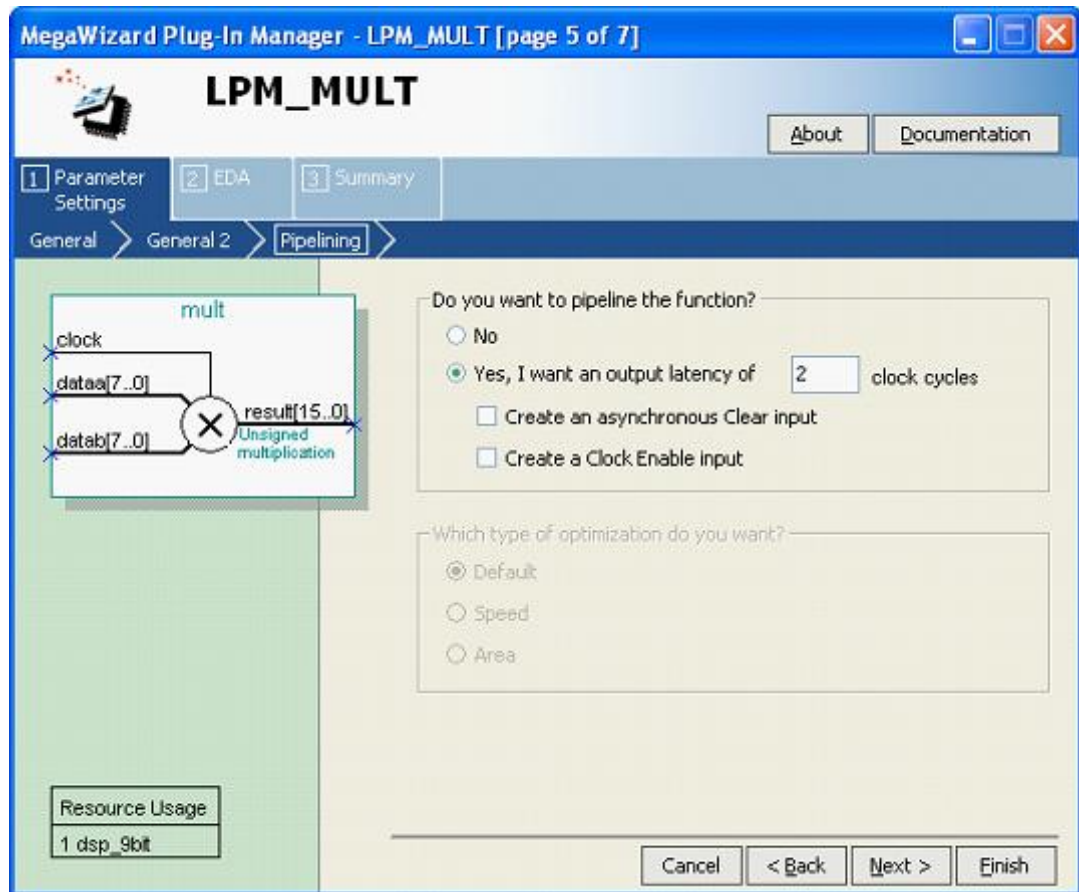 MegaWizard Plug-In Manager - LPM_MULT [page 5 of 7]
LPM_MULT
About
Documentation
1 Parameter Settings
2 EDA
3 Summary
General
General 2
Pipelining
mult
clock
dataa[7..0]
datab[7..0]
result[15..0]
Unsigned
multiplication
Do you want to pipeline the function?
No
Yes, I want an output latency of 2 clock cycles
Create an asynchronous Clear input
Create a Clock Enable input
Which type of optimization do you want?
Default
Speed
Area
Resource Usage
1 dsp_9bit
Cancel
< Back
Next >
Finish